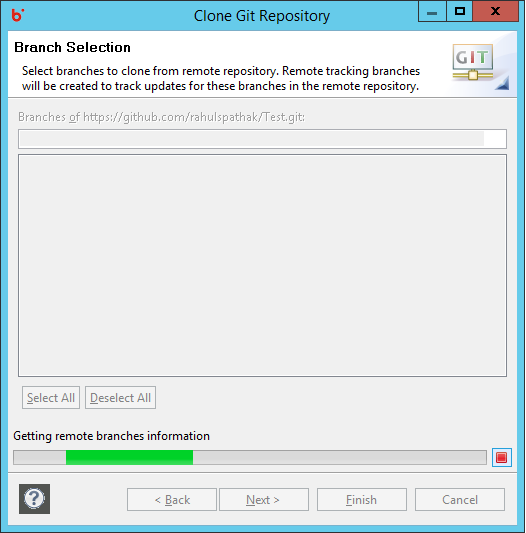 Clone Git Repository
Branch Selection
Select branches to clone from remote repository. Remote tracking branches
will be created to track updates for these branches in the remote repository.
GIT
Branches of https://github.com/rahulspathak/Test.git:
Select All
Deselect All
Getting remote branches information
?
< Back
Next >
Finish
Cancel